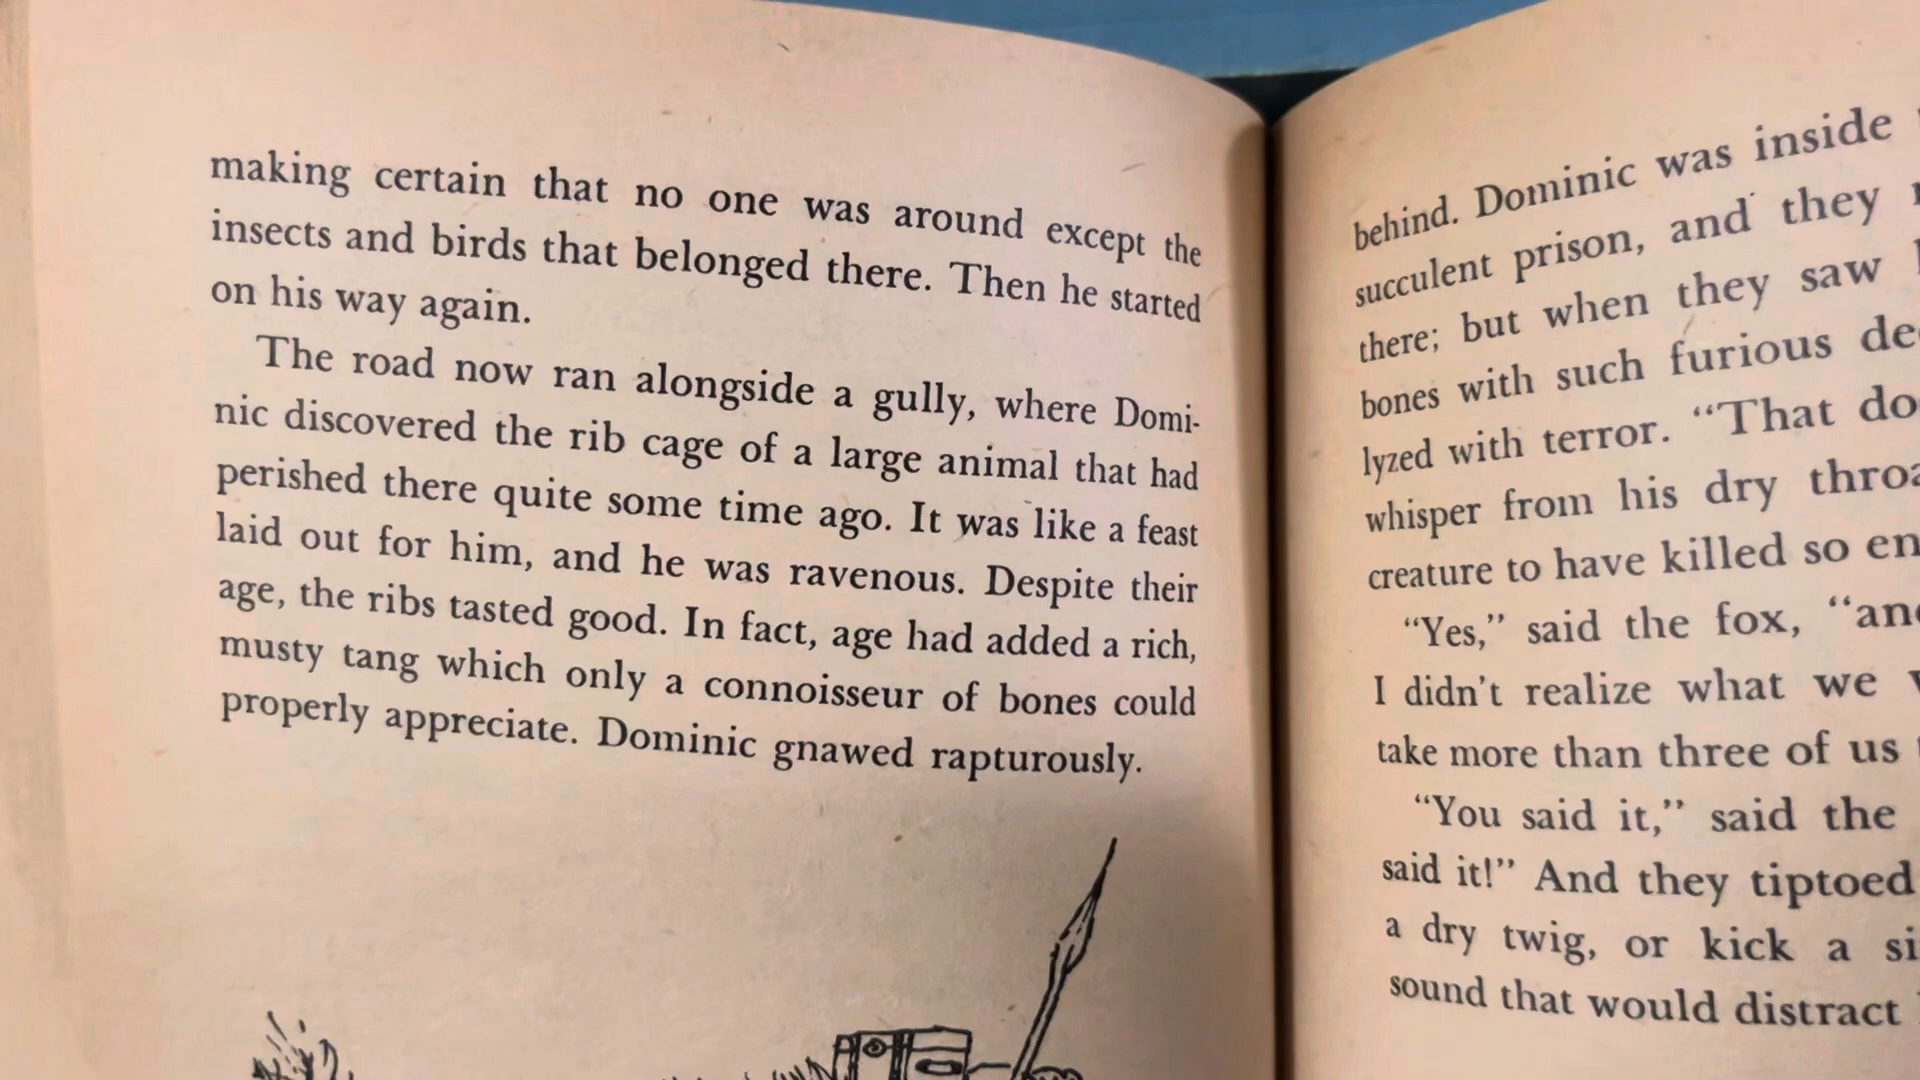 making certain that no one was around except the
insects and birds that belonged there. Then he started
on his way again.
The road now ran alongside a gully, where Domi-
nic discovered the rib cage of a large animal that had
perished there quite some time ago. It was like a feast
laid out for him, and he was ravenous. Despite their
age, the ribs tasted good. In fact, age had added a rich,
musty tang which only a connoisseur of bones could
properly appreciate. Dominic gnawed rapturously.
behind. Dominic was inside
succulent prison, and they
there; but when they saw
bones with such furious
lyzed with terror. “That
whisper from his dry
creature to have killed so
“Yes,” said the fox,
I didn't realize what we
take more than three of us
“You said it,” said the
said it!” And they tiptoed
a dry twig, or kick a
sound that would distract